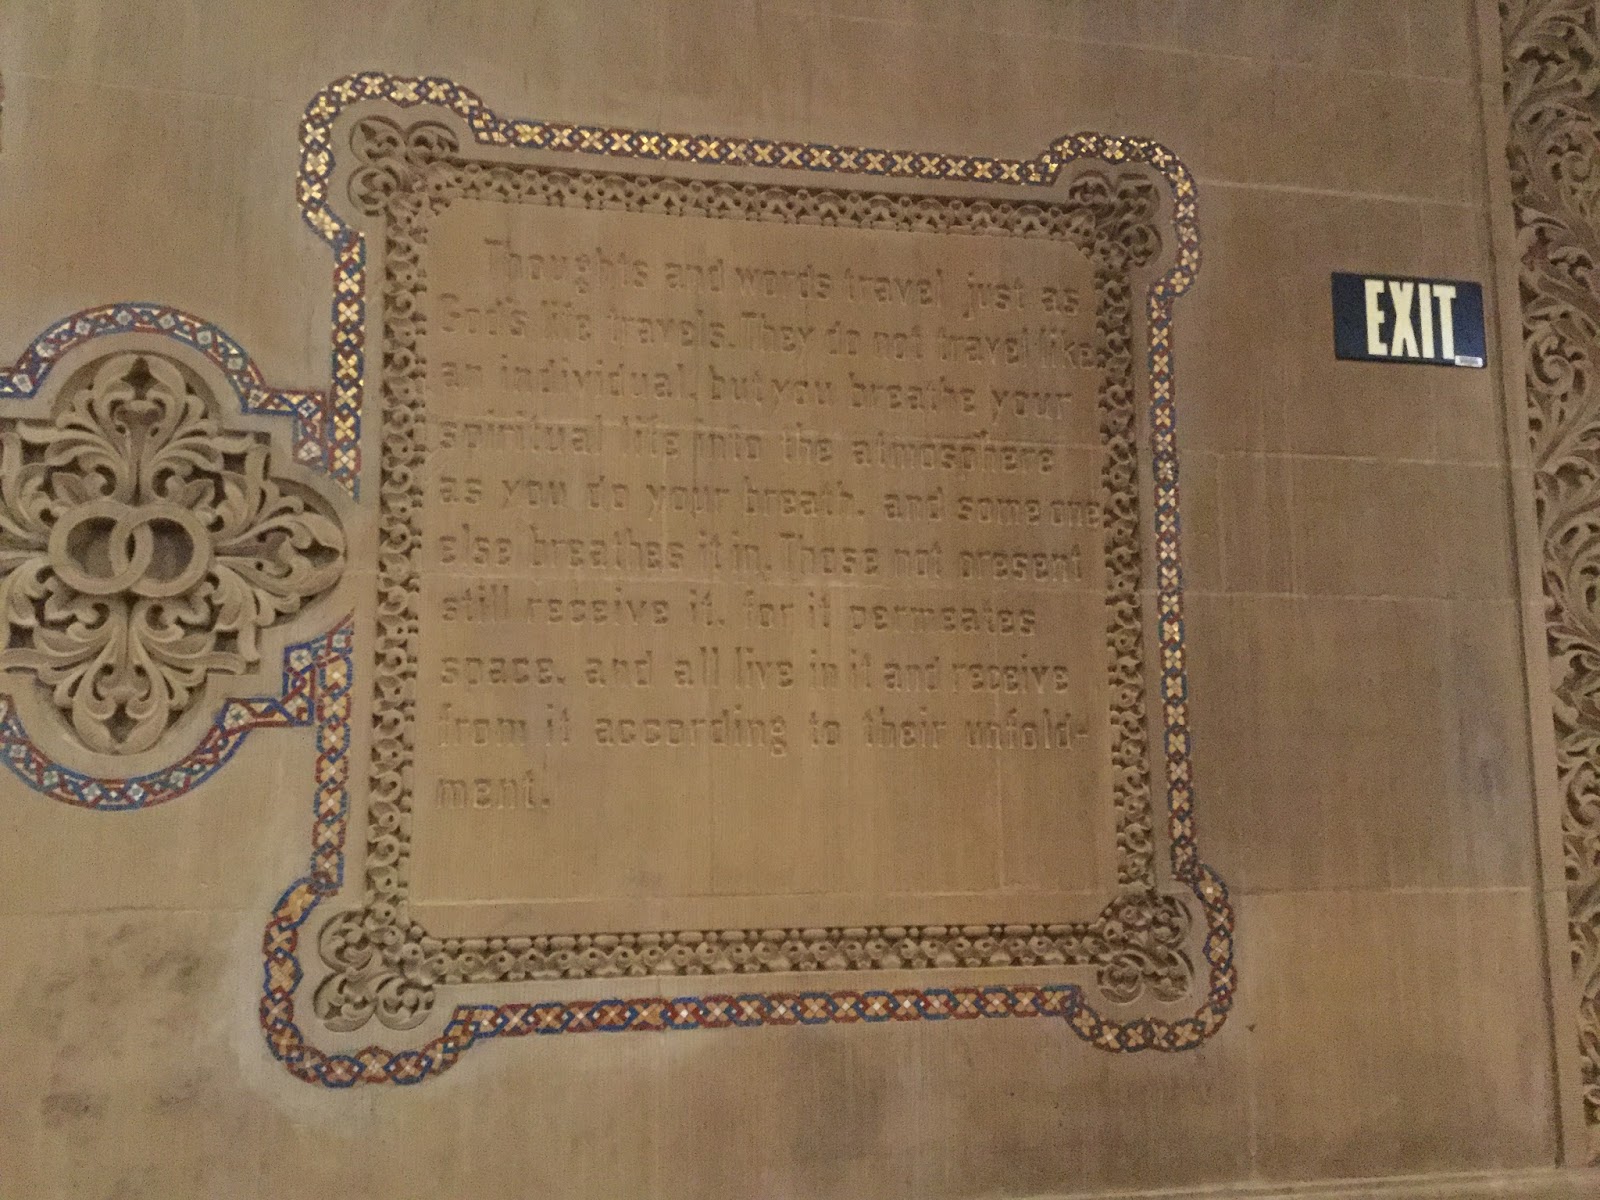 Thoughts and words travel just as
God's life travels. They do not travel like
an individual, but you breathe your
spiritual life into the atmosphere
as you do your breath, and someone
else breathes it in. Those not present
still receive it, for it permeates
space, and all live in it and receive
from it according to their unfold-
ment.
EXIT